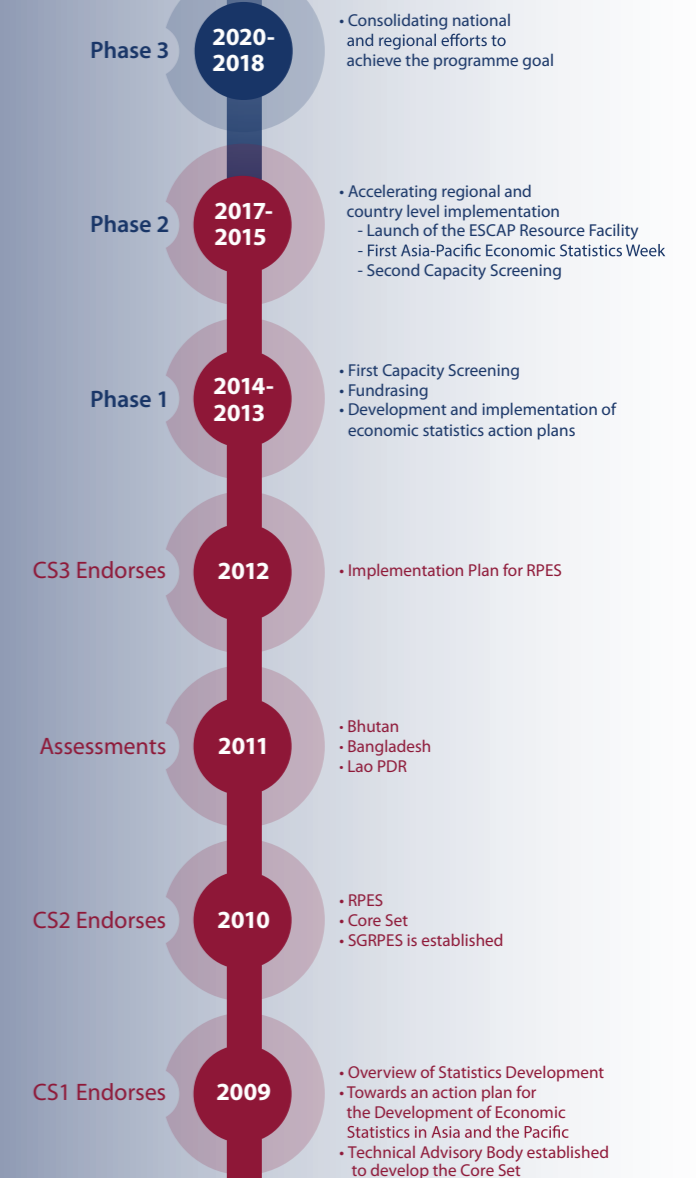 Phase 3
2020-
2018
• Consolidating national
and regional efforts to
achieve the programme goal
Phase 2
2017-
2015
• Accelerating regional and
country level implementation
- Launch of the ESCAP Resource Facility
- First Asia-Pacific Economic Statistics Week
- Second Capacity Screening
Phase 1
2014-
2013
• First Capacity Screening
• Fundrasing
• Development and implementation of
economic statistics action plans
CS3 Endorses
2012
• Implementation Plan for RPES
Assessments
2011
• Bhutan
• Bangladesh
• Lao PDR
CS2 Endorses
2010
• RPES
• Core Set
• SGRPES is established
CS1 Endorses
2009
• Overview of Statistics Development
• Towards an action plan for
the Development of Economic
Statistics in Asia and the Pacific
• Technical Advisory Body established
to develop the Core Set